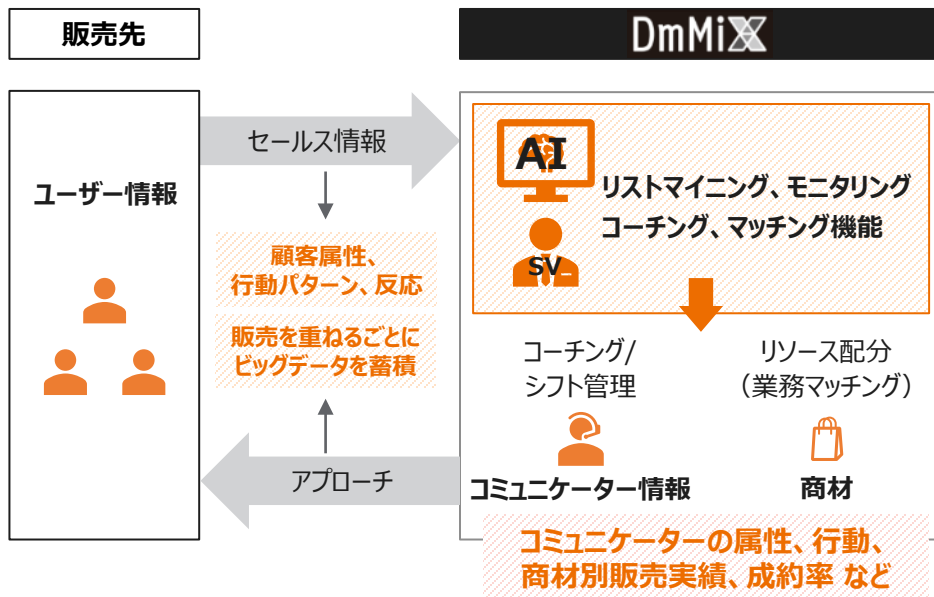 販売先
DmMiX
ユーザー情報
セールス情報
顧客属性、
行動パターン、反応
販売を重ねるごとに
ビッグデータを蓄積
アプローチ
AI
リストマイニング、モニタリング
コーチング、マッチング機能
SV
コーチング/
シフト管理
リソース配分
（業務マッチング）
コミュニケーター情報
商材
コミュニケーターの属性、行動、
商材別販売実績、成約率 など